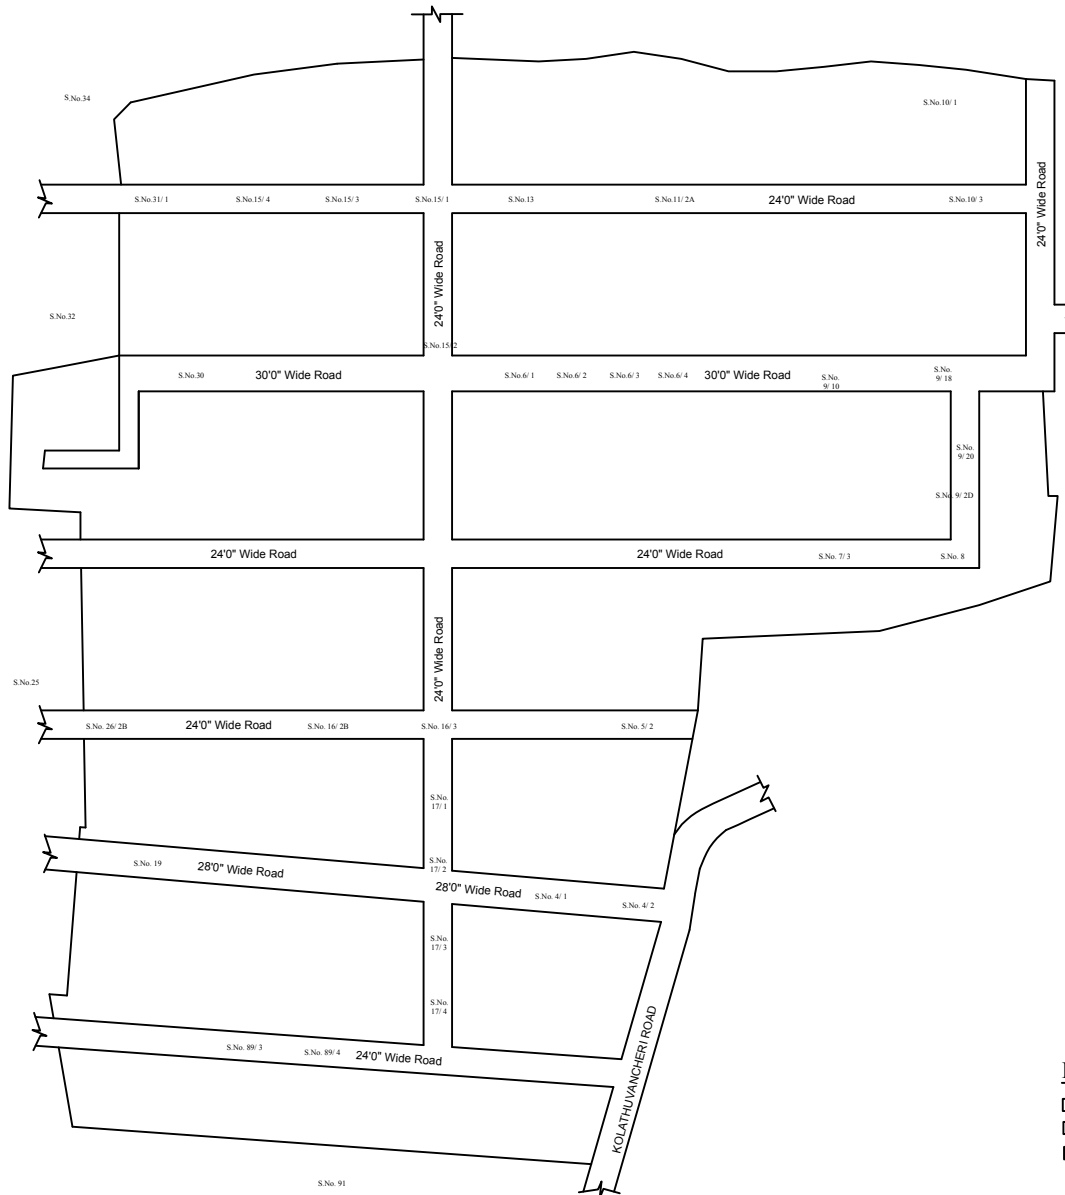 S.No.34
S.No.10/ 1
S.No.31/ 1
S.No.15/ 4
S.No.15/ 3
S.No.15/ 1
S.No.13
S.No.11/ 2A
24'0" Wide Road
S.No.10/ 3
24'0" Wide Road
24'0" Wide Road
S.No.32
S.No.15/ 2
S.No.30
30'0" Wide Road
S.No.6/ 1
S.No.6/ 2
S.No.6/ 3
S.No.6/ 4
30'0" Wide Road
S.No.
9/ 10
S.No.
9/ 18
S.No.
9/ 20
S.No. 9/ 2D
24'0" Wide Road
24'0" Wide Road
S.No. 7/ 3
S.No. 8
24'0" Wide Road
S.No.25
S.No. 26/ 2B
24'0" Wide Road
S.No. 16/ 2B
S.No. 16/ 3
S.No. 5/ 2
S.No.
17/ 1
S.No. 19
28'0" Wide Road
S.No.
17/ 2
28'0" Wide Road
S.No. 4/ 1
S.No. 4/ 2
S.No.
17/ 3
S.No.
17/ 4
S.No. 89/ 3
S.No. 89/ 4
24'0" Wide Road
KOLATHUVANCHERI ROAD
S.No. 91